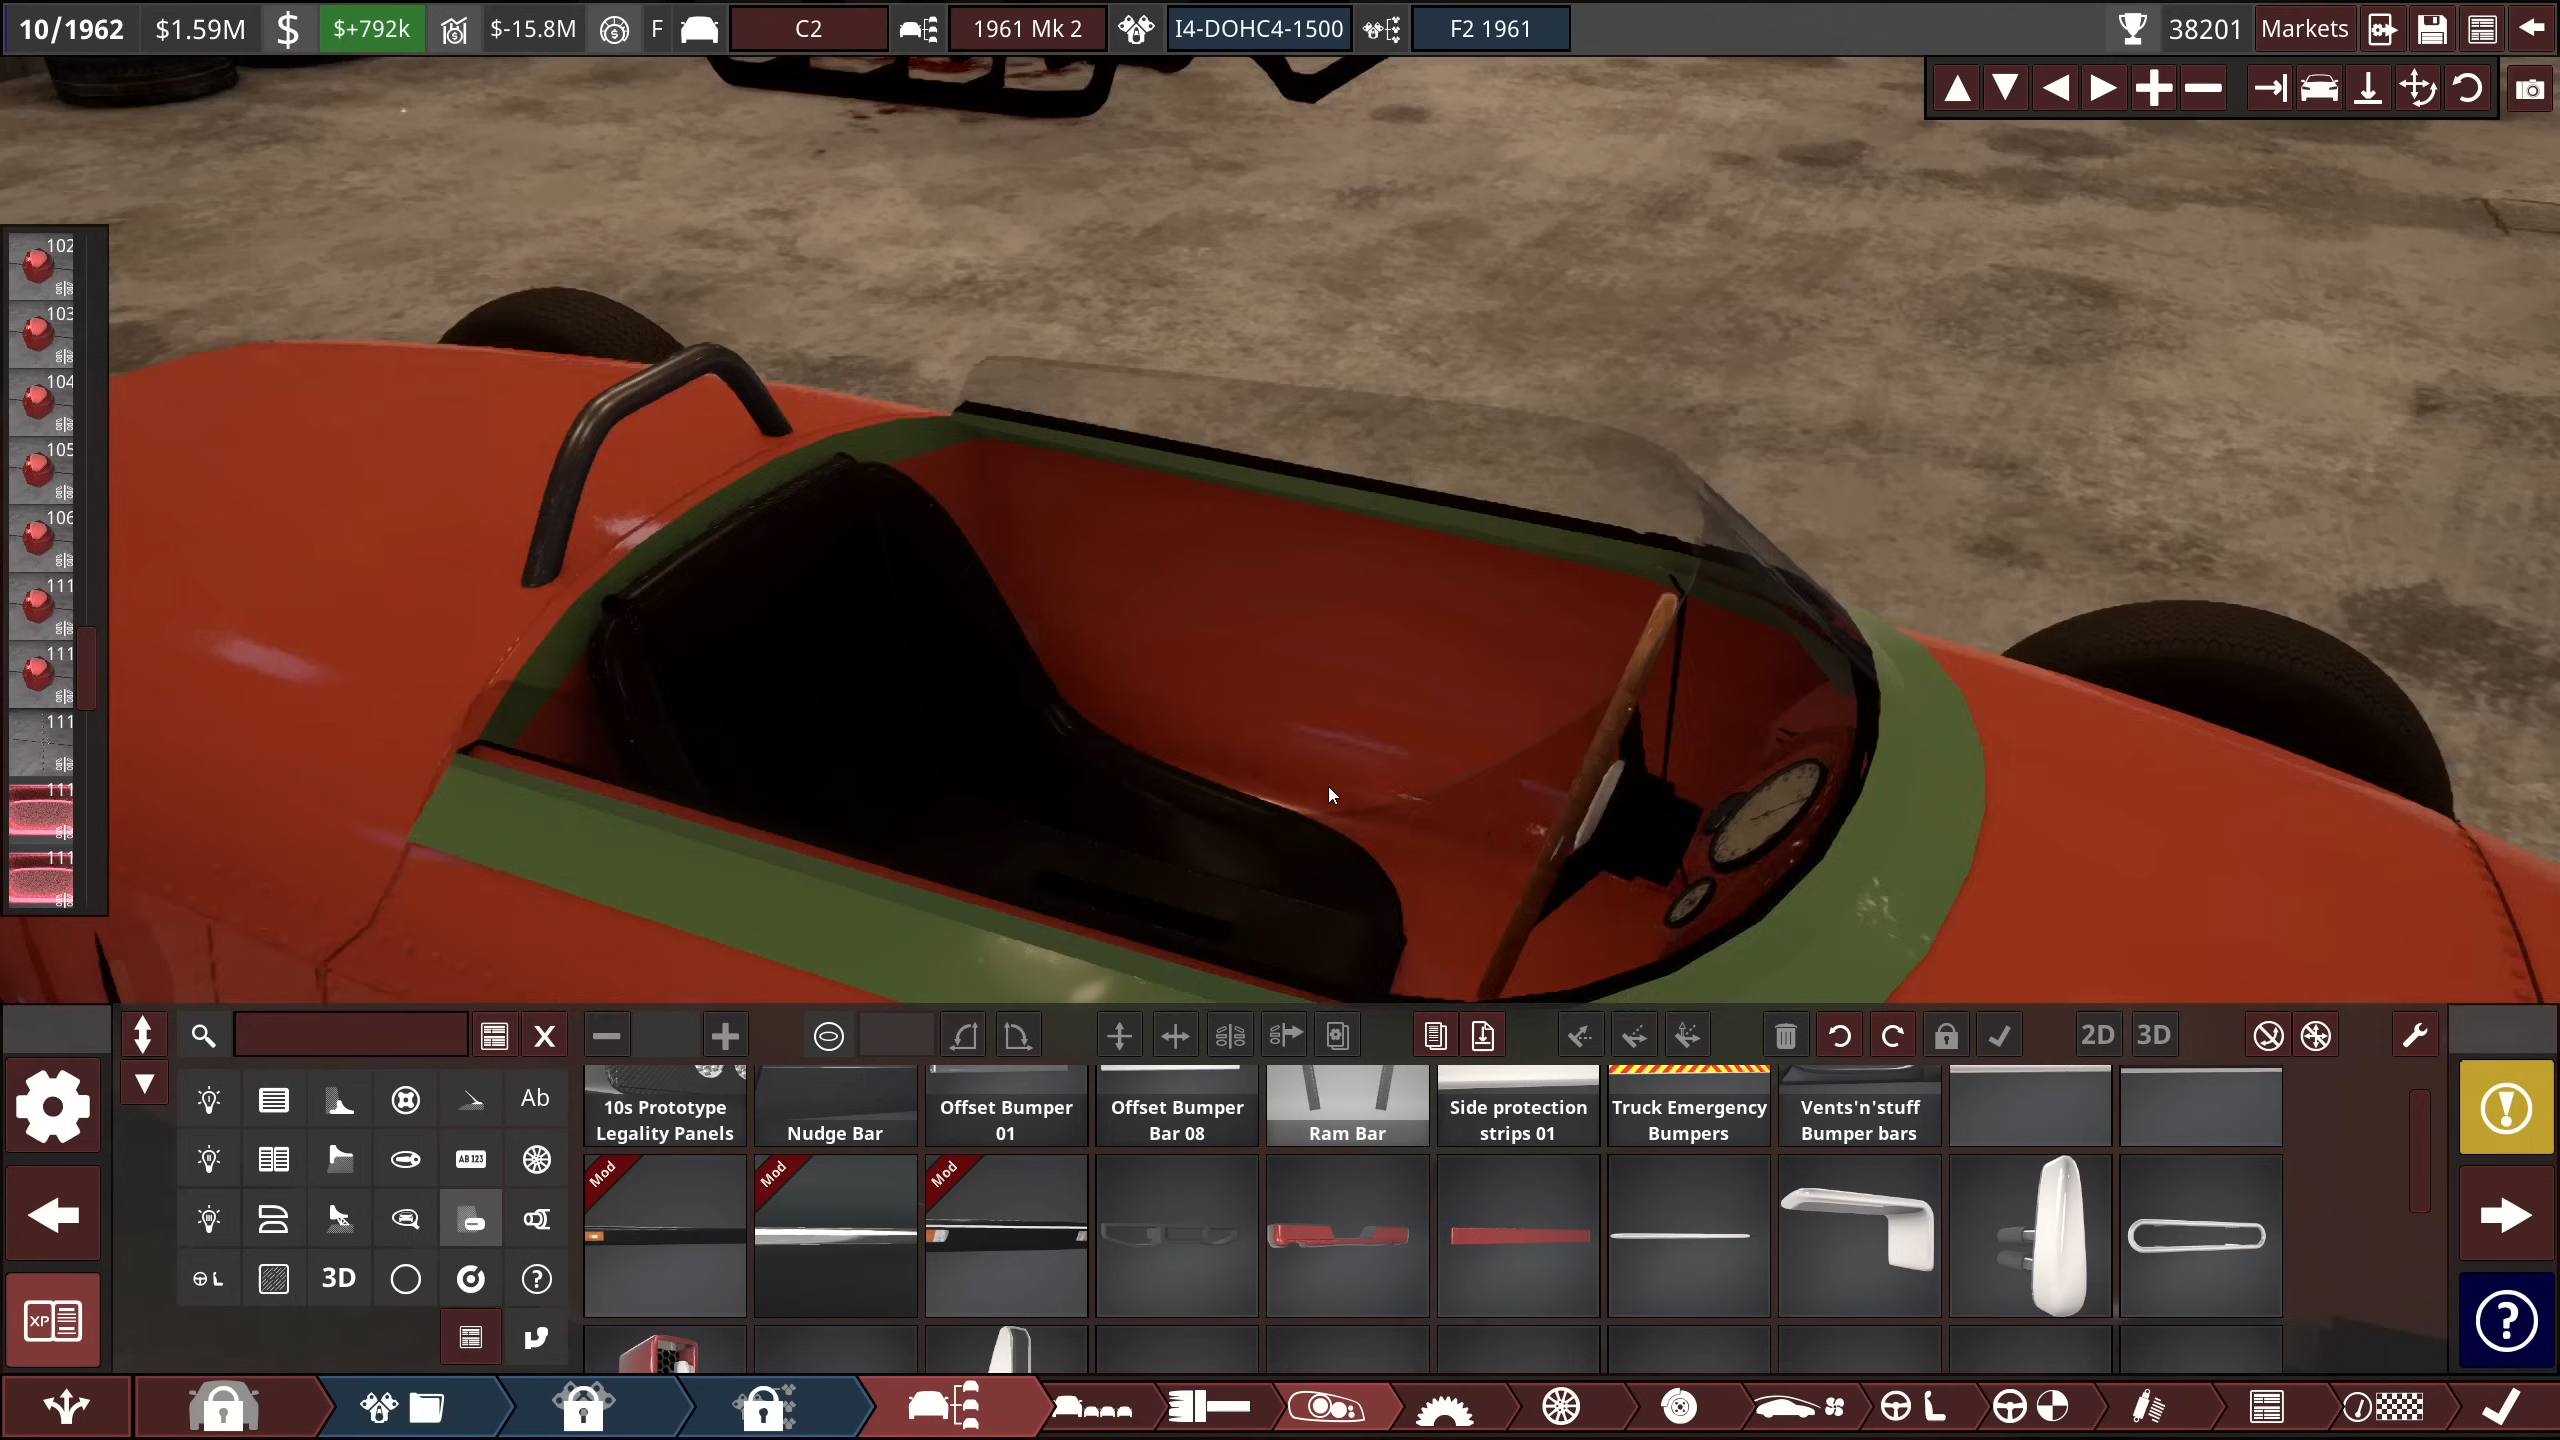 10/1962 $1.59M $ $+792k $-15.8M F C2 1961 Mk 2 I4-DOHC4-1500 F2 1961 38201 Markets
102
103
104
105
106
111
111
111
111
111
X 2D 3D
Ab
AB 123
3D
XP
10s Prototype
Legality Panels
Nudge Bar
Offset Bumper
01
Offset Bumper
Bar 08
Ram Bar
Side protection
strips 01
Truck Emergency
Bumpers
Vents'n'stuff
Bumper bars
Mod
Mod
Mod